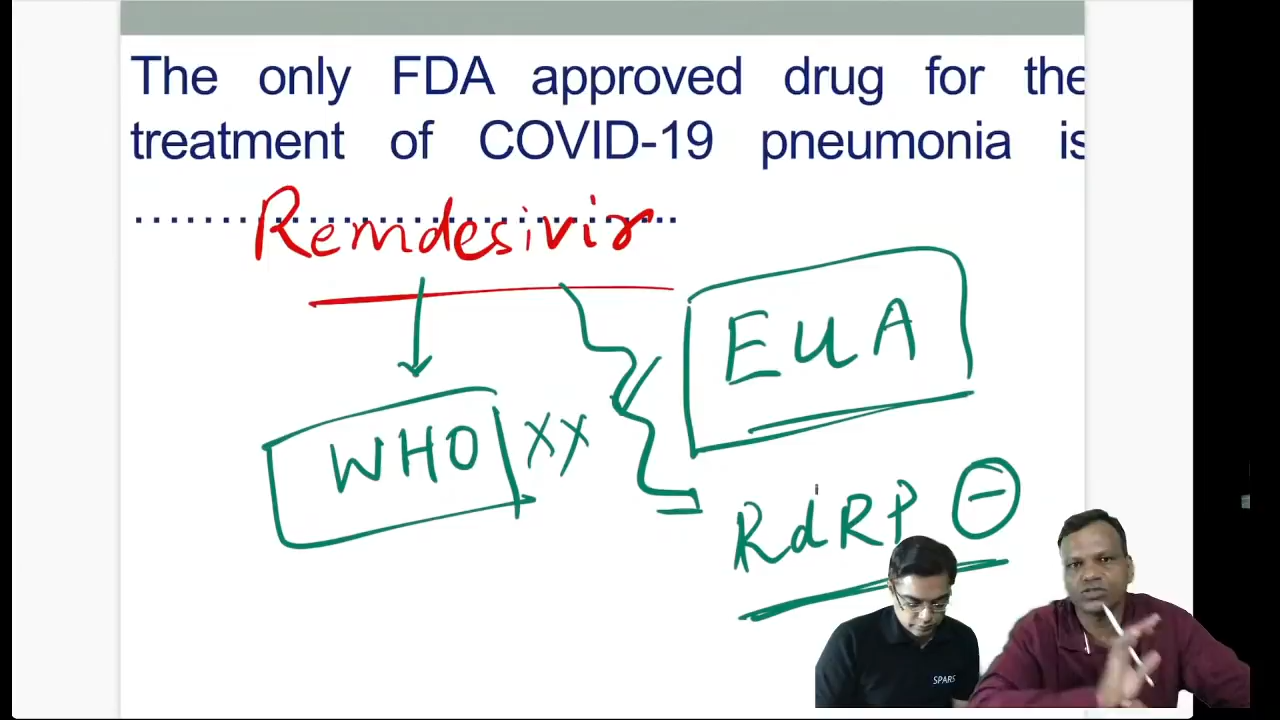 The only FDA approved drug for the
treatment of COVID-19 pneumonia is
..........................................
Remdesivir
EUA
WHO XX
RdRP ⊖
SPARS